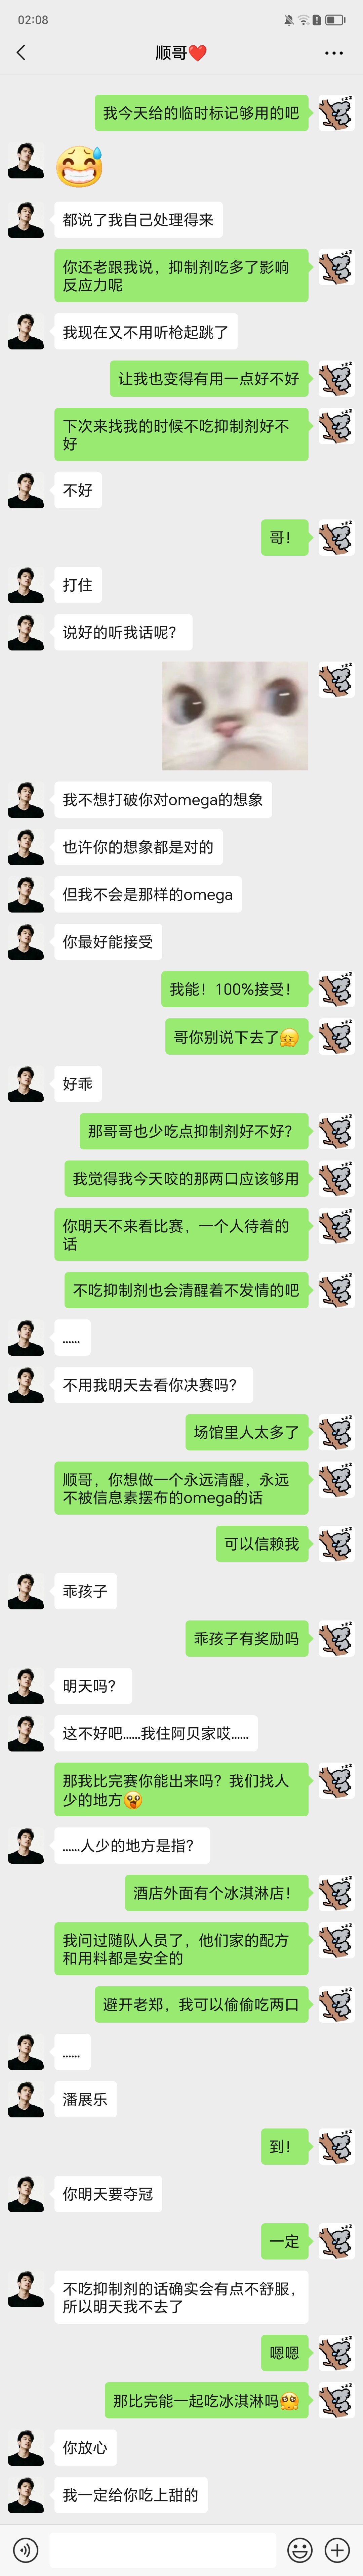 02:08
顺哥❤️
我今天给的临时标记够用的吧
都说了我自己处理得来
你还老跟我说，抑制剂吃多了影响
反应力呢
我现在又不用听枪起跳了
让我也变得有用一点好不好
下次来找我的时候不吃抑制剂好不
好
不好
哥！
打住
说好的听我话呢？
我不想打破你对omega的想象
也许你的想象都是对的
但我不会是那样的omega
你最好能接受
我能！100%接受！
哥你别说下去了
好乖
那哥哥也少吃点抑制剂好不好？
我觉得我今天咬的那两口应该够用
你明天不来看比赛，一个人待着的
话
不吃抑制剂也会清醒着不发情的吧
……
不用我明天去看你决赛吗？
场馆里人太多了
顺哥，你想做一个永远清醒，永远
不被信息素摆布的omega的话
可以信赖我
乖孩子
乖孩子有奖励吗
明天吗？
这不好吧……我住阿贝家哎……
那我比完赛你能出来吗？我们找人
少的地方
……人少的地方是指？
酒店外面有个冰淇淋店！
我问过随队人员了，他们家的配方
和用料都是安全的
避开老郑，我可以偷偷吃两口
……
潘展乐
到！
你明天要夺冠
一定
不吃抑制剂的话确实会有点不舒服，
所以明天我不去了
嗯嗯
那比完能一起吃冰淇淋吗
你放心
我一定给你吃上甜的